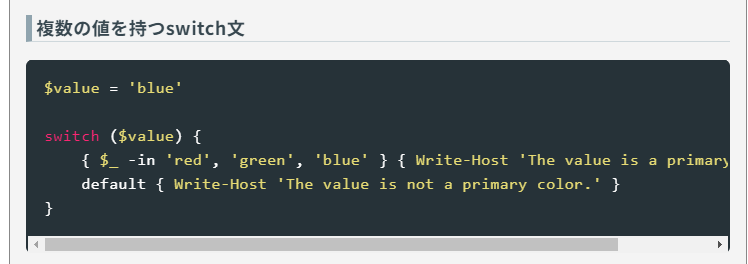 複数の値を持つswitch文
$value = 'blue'
switch ($value) {
    { $_ -in 'red', 'green', 'blue' } { Write-Host 'The value is a primary
    default { Write-Host 'The value is not a primary color.' }
}